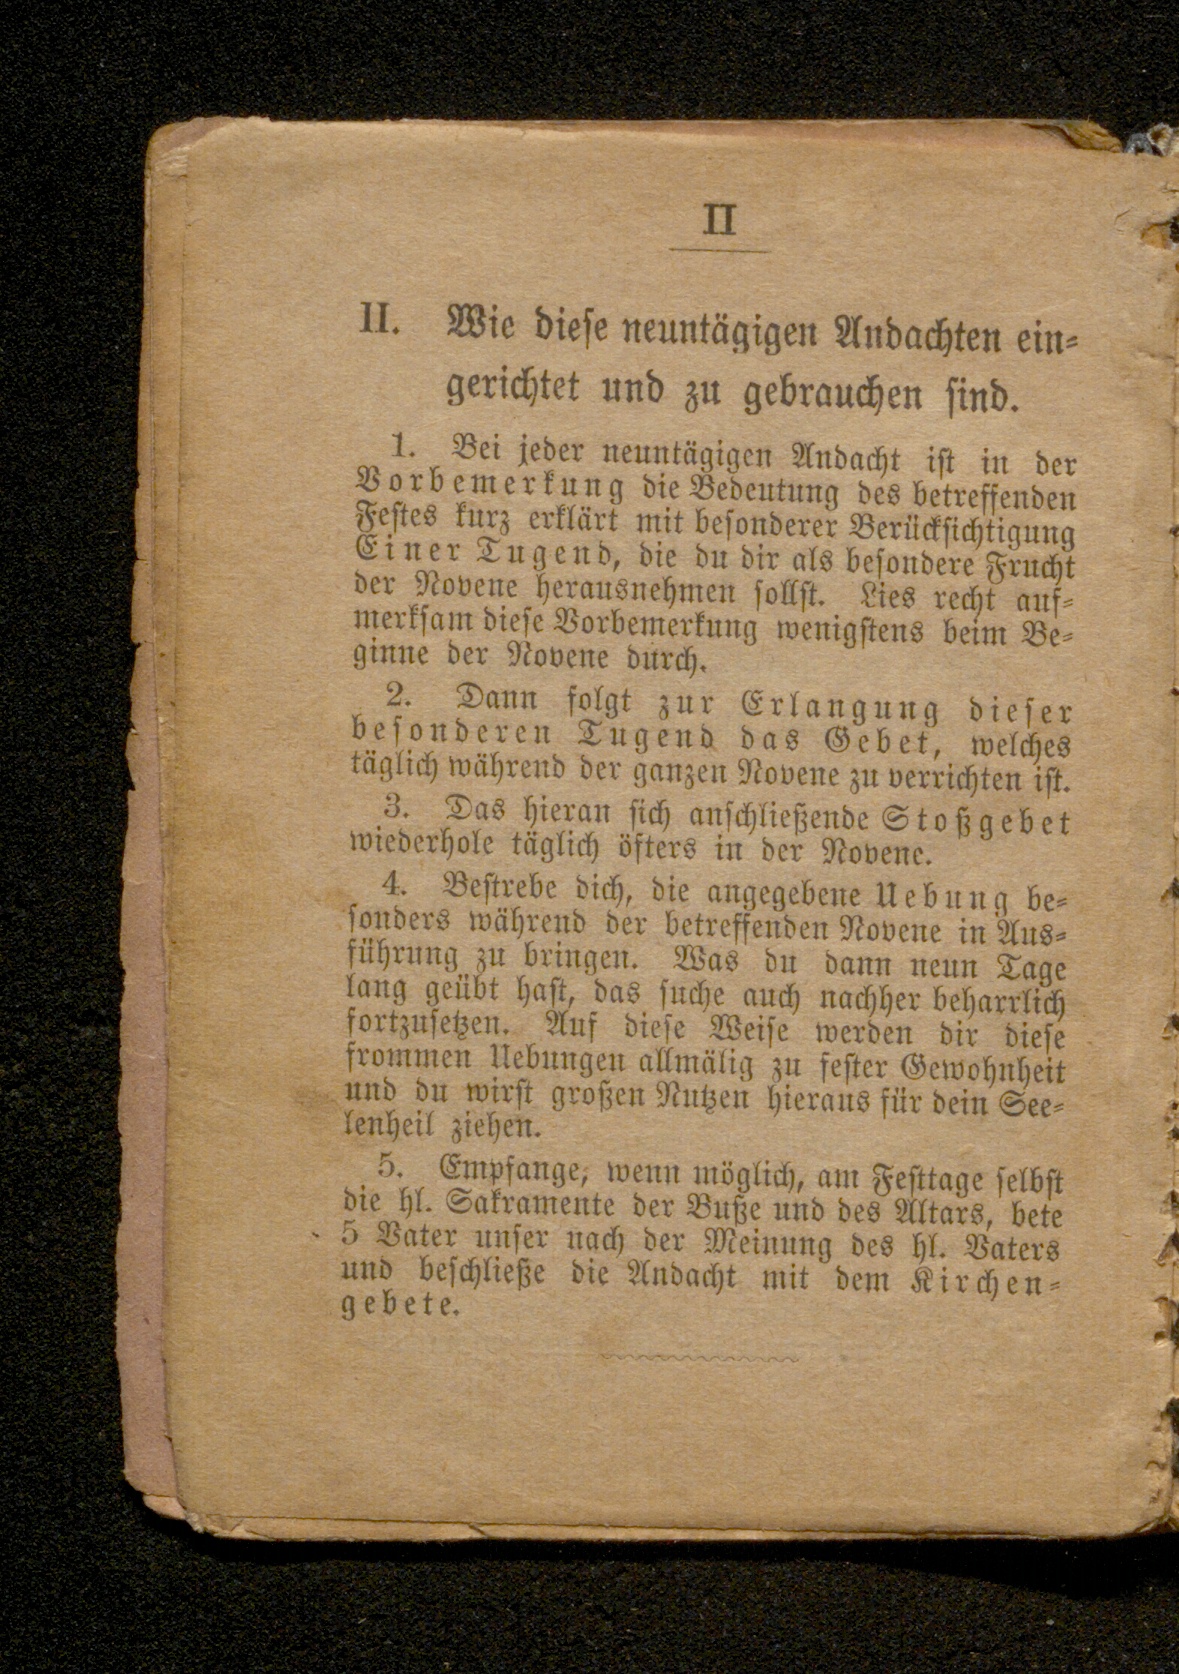 II
II. Wie diese neuntägigen Andachten ein-
gerichtet und zu gebrauchen sind.
1. Bei jeder neuntägigen Andacht ist in der
Vorbemerkung die Bedeutung des betreffenden
Festes kurz erklärt mit besonderer Berücksichtigung
Einer Tugend, die du dir als besondere Frucht
der Novene herausnehmen sollst. Lies recht auf-
merksam diese Vorbemerkung wenigstens beim Be-
ginne der Novene durch.
2. Dann folgt zur Erlangung dieser
besonderen Tugend das Gebet, welches
täglich während der ganzen Novene zu verrichten ist.
3. Das hieran sich anschließende Stoßgebet
wiederhole täglich öfters in der Novene.
4. Bestrebe dich, die angegebene Uebung be-
sonders während der betreffenden Novene in Aus-
führung zu bringen. Was du dann neun Tage
lang geübt hast, das suche auch nachher beharrlich
fortzusetzen. Auf diese Weise werden dir diese
frommen Uebungen allmälig zu fester Gewohnheit
und du wirst großen Nutzen hieraus für dein See-
lenheil ziehen.
5. Empfange, wenn möglich, am Festtage selbst
die hl. Sakramente der Buße und des Altars, bete
5 Vater unser nach der Meinung des hl. Vaters
und beschließe die Andacht mit dem Kirchen-
gebete.